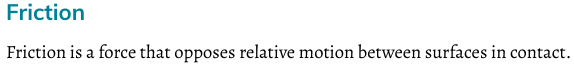 Friction
Friction is a force that opposes relative motion between surfaces in contact.